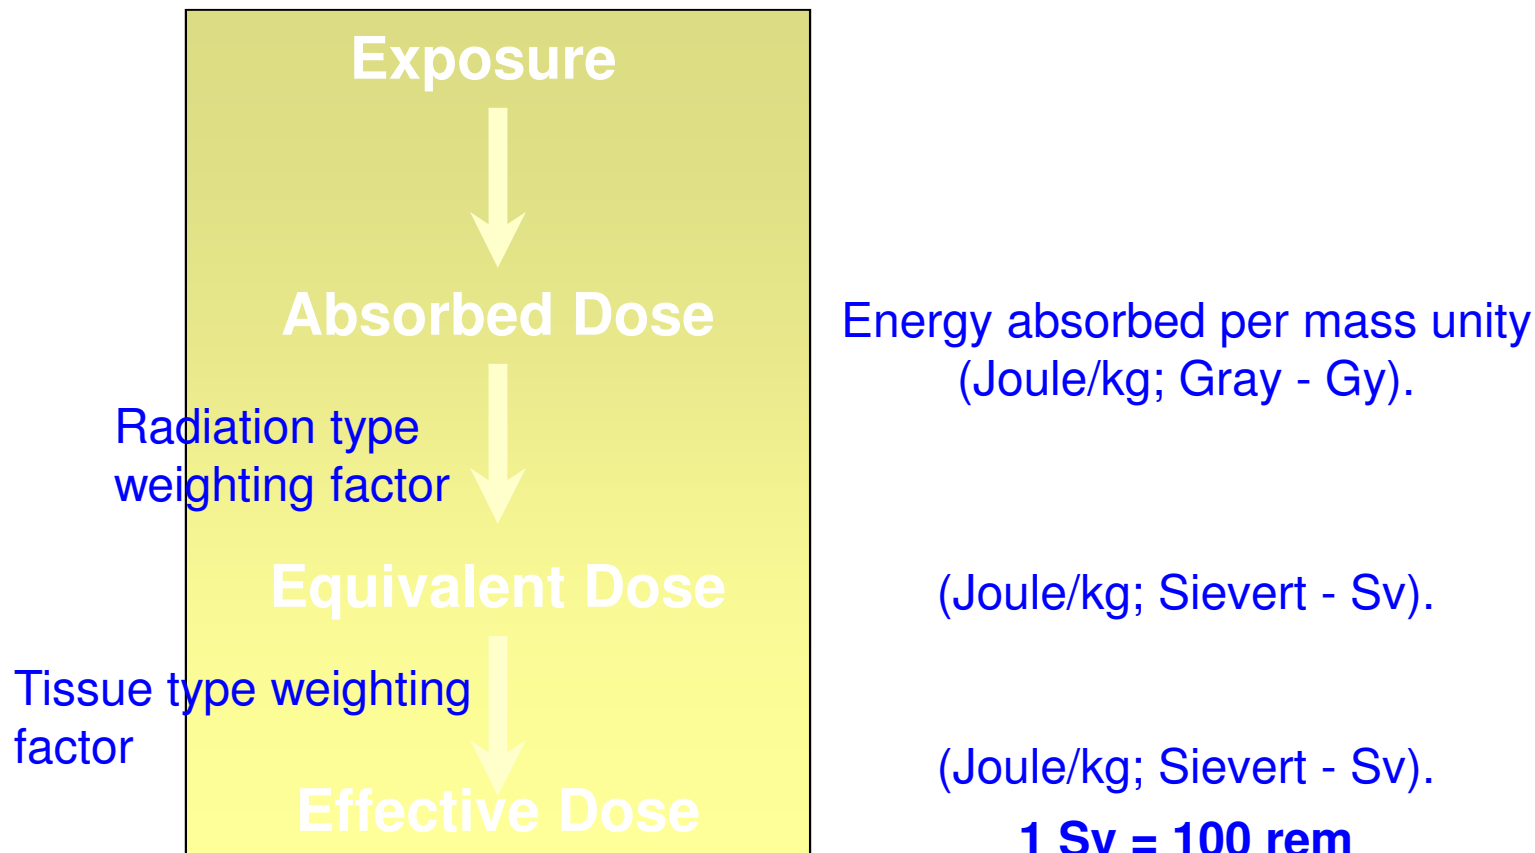 Exposure
Absorbed Dose
Energy absorbed per mass unity
(Joule/kg; Gray - Gy).
Radiation type
weighting factor
Equivalent Dose
(Joule/kg; Sievert - Sv).
Tissue type weighting
factor
(Joule/kg; Sievert - Sv).
Effective Dose
1 Sv = 100 rem